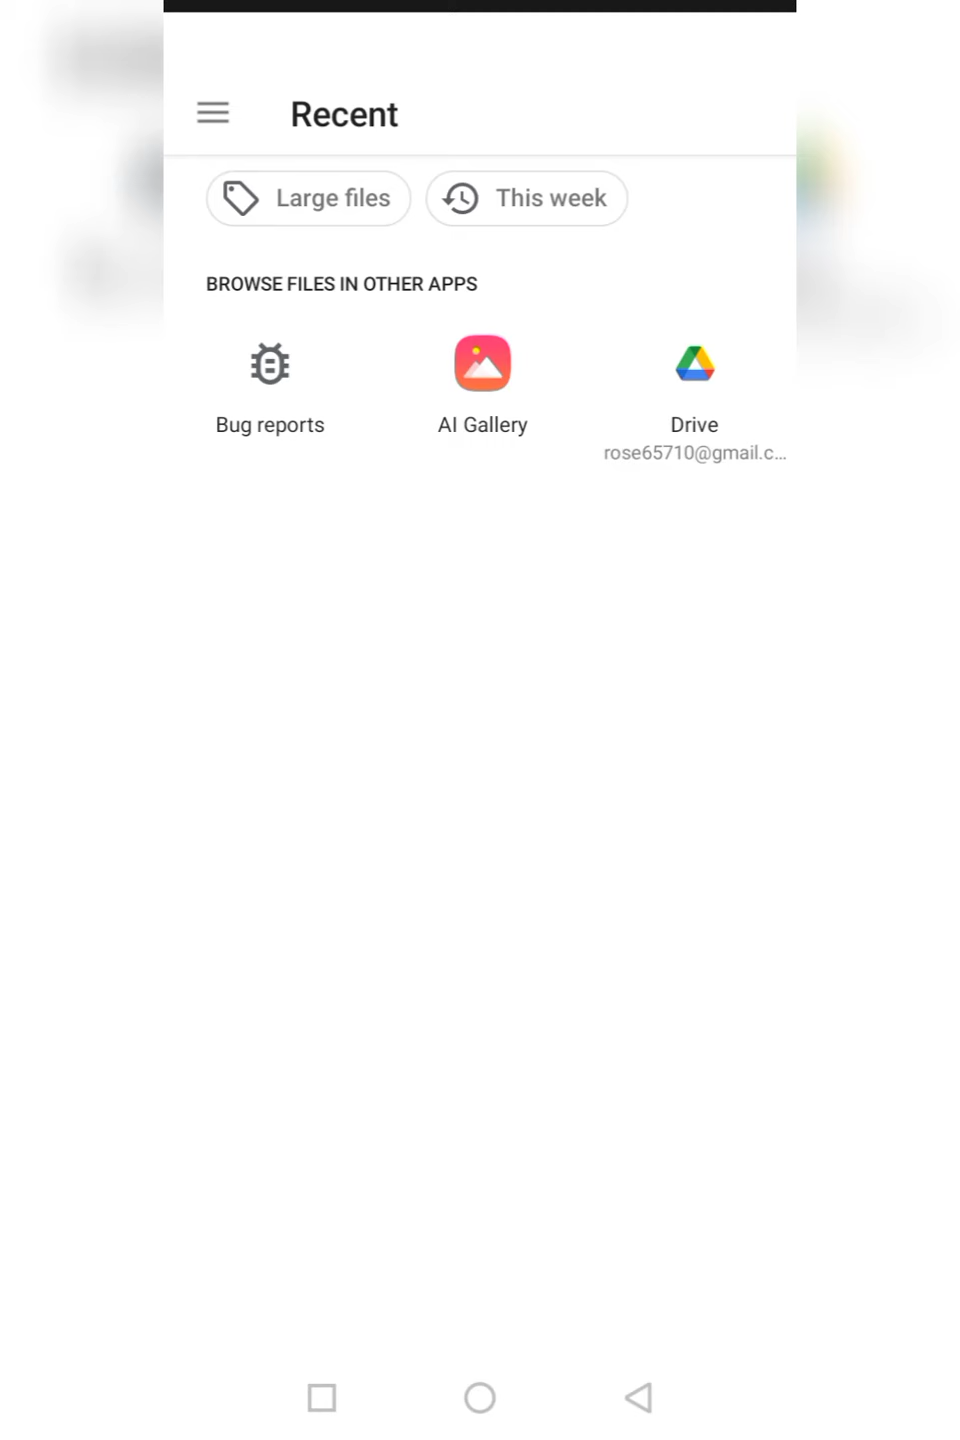 Recent
Large files
This week
BROWSE FILES IN OTHER APPS
Bug reports
AI Gallery
Drive
rose65710@gmail.c...